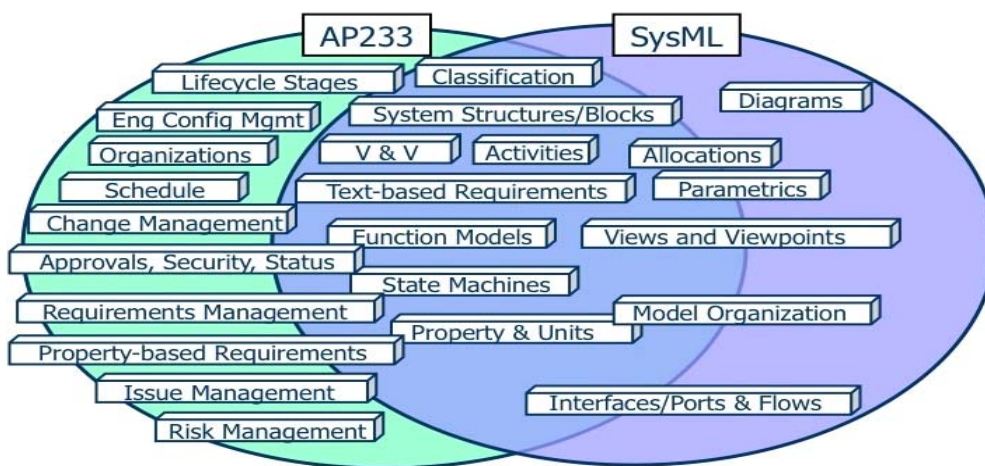 AP233
SysML
Lifecycle Stages
Classification
Diagrams
Eng Config Mgmt
System Structures/Blocks
Organizations
V & V
Activities
Allocations
Schedule
Text-based Requirements
Parametrics
Change Management
Function Models
Views and Viewpoints
Approvals, Security, Status
State Machines
Requirements Management
Model Organization
Property & Units
Property-based Requirements
Issue Management
Interfaces/Ports & Flows
Risk Management